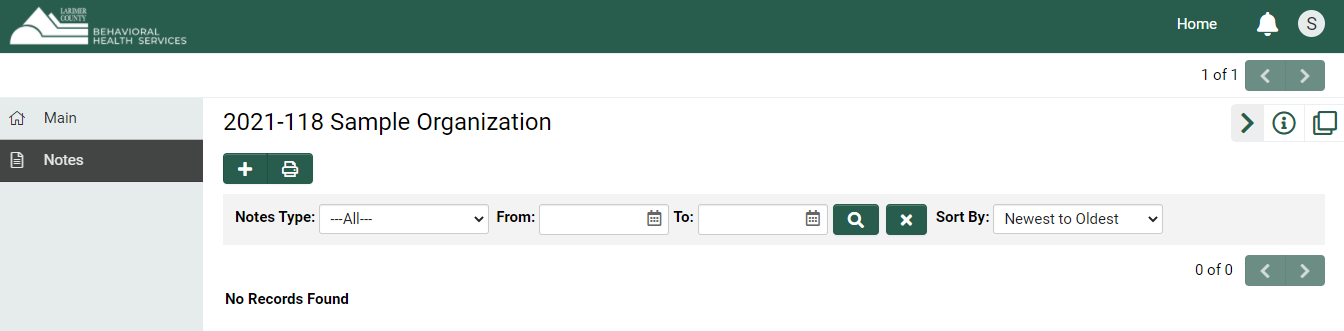 LARIMER
COUNTY
BEHAVIORAL
HEALTH SERVICES
Home
S
1 of 1
Main
2021-118 Sample Organization
Notes
Notes Type: ---All--- From: To: Sort By: Newest to Oldest
0 of 0
No Records Found